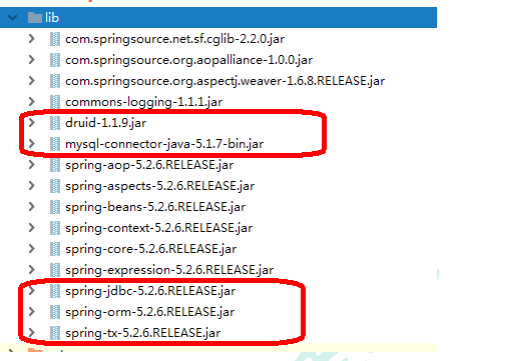 lib
com.springsource.net.sf.cglib-2.2.0.jar
com.springsource.org.aopalliance-1.0.0.jar
com.springsource.org.aspectj.weaver-1.6.8.RELEASE.jar
commons-logging-1.1.1.jar
druid-1.1.9.jar
mysql-connector-java-5.1.7-bin.jar
spring-aop-5.2.6.RELEASE.jar
spring-aspects-5.2.6.RELEASE.jar
spring-beans-5.2.6.RELEASE.jar
spring-context-5.2.6.RELEASE.jar
spring-core-5.2.6.RELEASE.jar
spring-expression-5.2.6.RELEASE.jar
spring-jdbc-5.2.6.RELEASE.jar
spring-orm-5.2.6.RELEASE.jar
spring-tx-5.2.6.RELEASE.jar